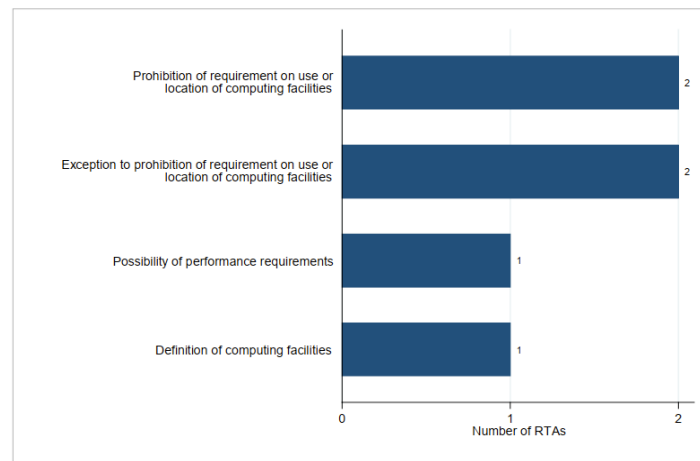 Prohibition of requirement on use or
location of computing facilities
2
Exception to prohibition of requirement on use or
location of computing facilities
2
Possibility of performance requirements
1
Definition of computing facilities
1
0 1 2
Number of RTAs